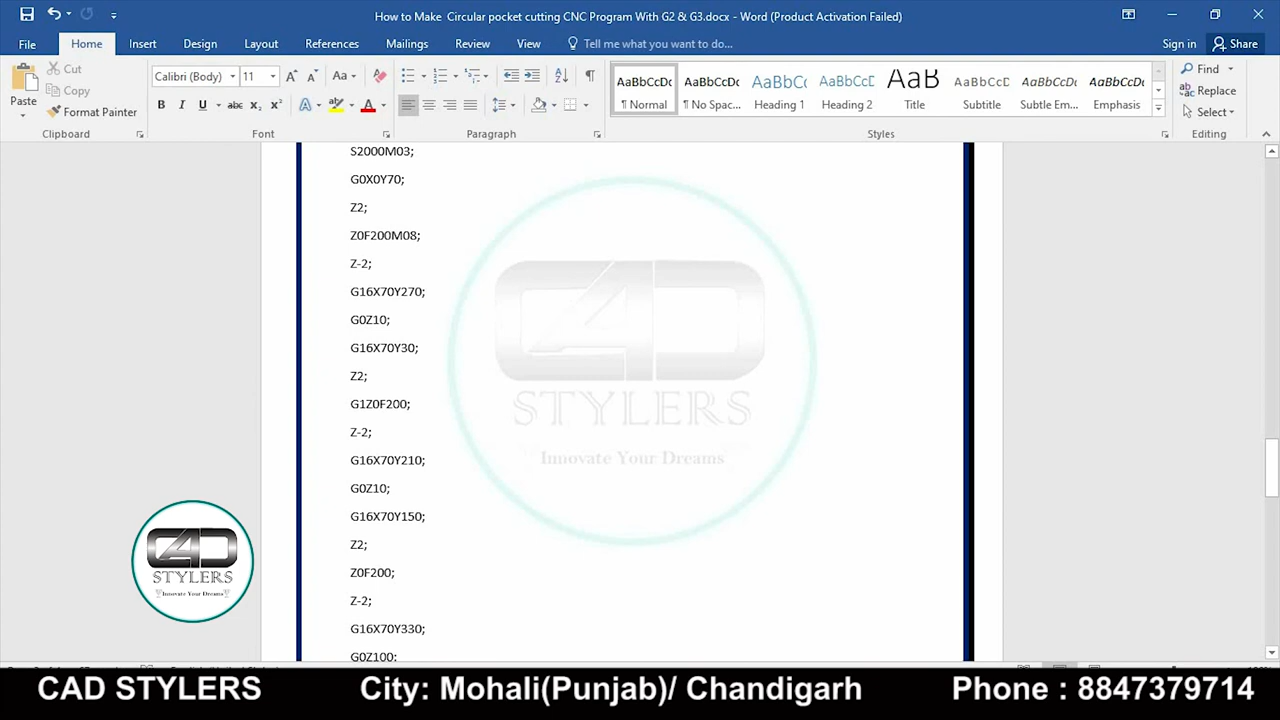 How to Make  Circular pocket cutting CNC Program With G2 & G3.docx - Word (Product Activation Failed)
File Home Insert Design Layout References Mailings Review View Tell me what you want to do... Sign in Share
Paste
Cut
Copy
Format Painter
Clipboard
Calibri (Body) 11
Font
Paragraph
AaBbCcDc AaBbCcDc AaBbCc AaBbCcD AaB AaBbCcD AaBbCcDc AaBbCcDc
¶ Normal ¶ No Spac... Heading 1 Heading 2 Title Subtitle Subtle Em... Emphasis
Styles
Find
Replace
Select
Editing
S2000M03;
G0X0Y70;
Z2;
Z0F200M08;
Z-2;
G16X70Y270;
G0Z10;
G16X70Y30;
Z2;
G1Z0F200;
Z-2;
G16X70Y210;
G0Z10;
G16X70Y150;
Z2;
Z0F200;
Z-2;
G16X70Y330;
G0Z100;
CAD
STYLERS
Innovate Your Dreams
CAD
STYLERS
Innovate Your Dreams
CAD STYLERS City: Mohali(Punjab)/ Chandigarh Phone : 8847379714